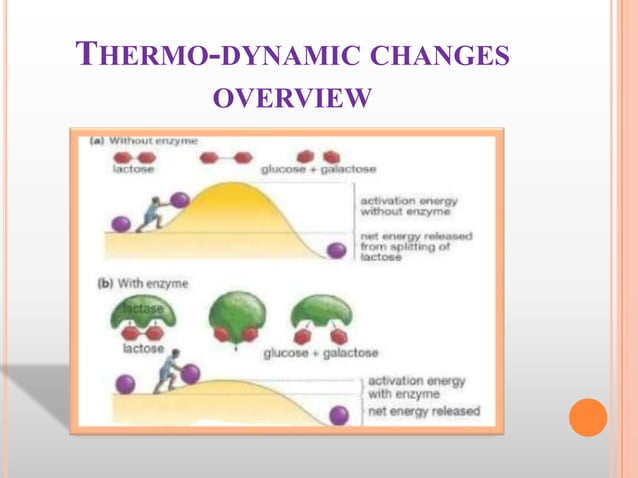 THERMO-DYNAMIC CHANGES
OVERVIEW
(a) Without enzyme
lactose
glucose + galactose
activation energy
without enzyme
net energy released
from splitting of
lactose
(b) With enzyme
lactase
lactose
glucose + galactose
activation energy
with enzyme
net energy released